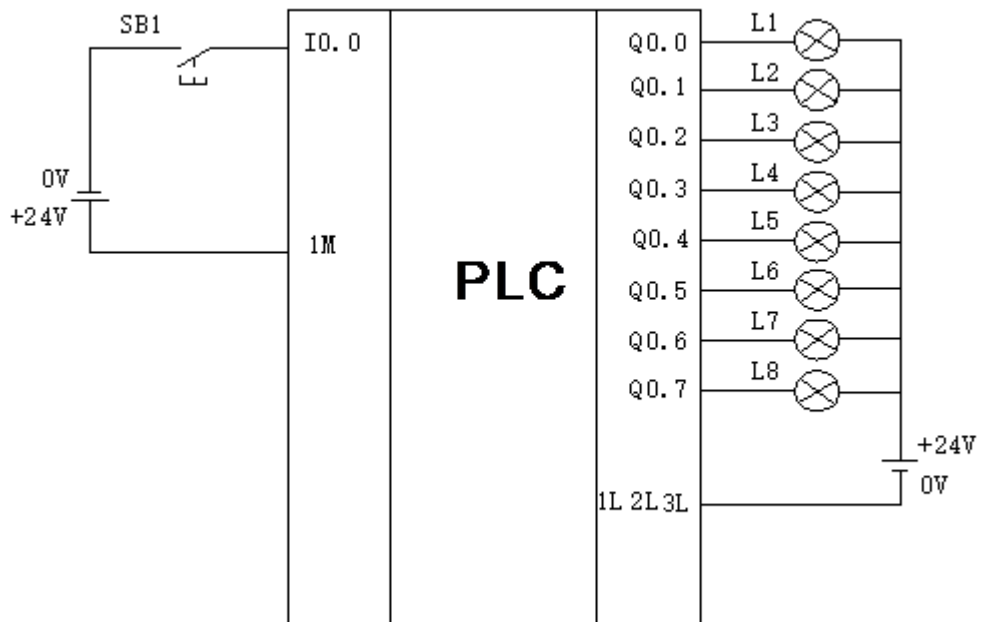 SB1
I0.0
0V
+24V
1M
PLC
Q0.0
Q0.1
Q0.2
Q0.3
Q0.4
Q0.5
Q0.6
Q0.7
1L 2L 3L
L1
L2
L3
L4
L5
L6
L7
L8
+24V
0V